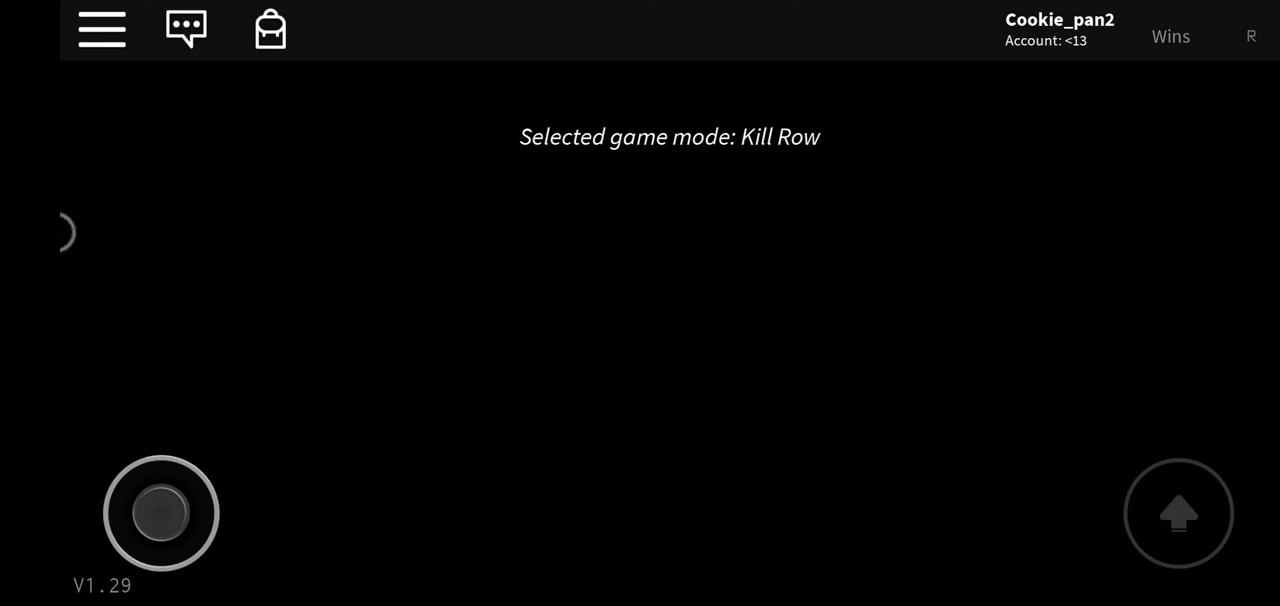 Cookie_pan2
Account: <13
Wins
R
Selected game mode: Kill Row
V1.29